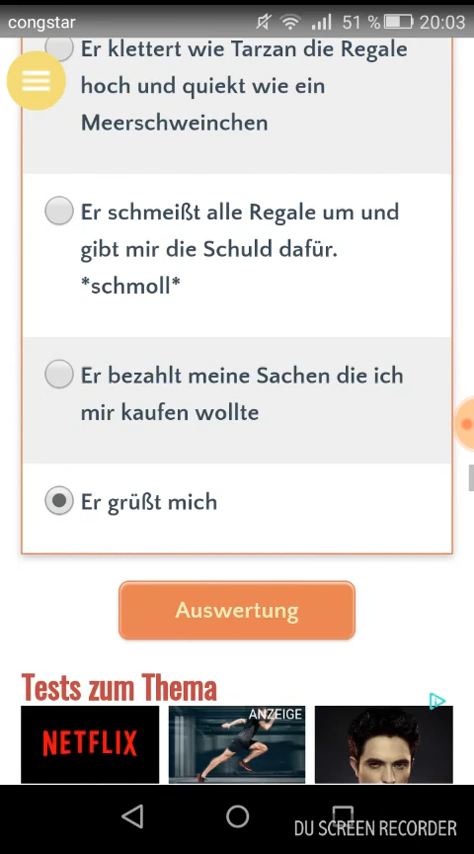 congstar 51 % 20:03
Er klettert wie Tarzan die Regale
hoch und quiekt wie ein
Meerschweinchen
Er schmeißt alle Regale um und
gibt mir die Schuld dafür.
*schmoll*
Er bezahlt meine Sachen die ich
mir kaufen wollte
Er grüßt mich
Auswertung
Tests zum Thema
ANZEIGE
NETFLIX
DU SCREEN RECORDER